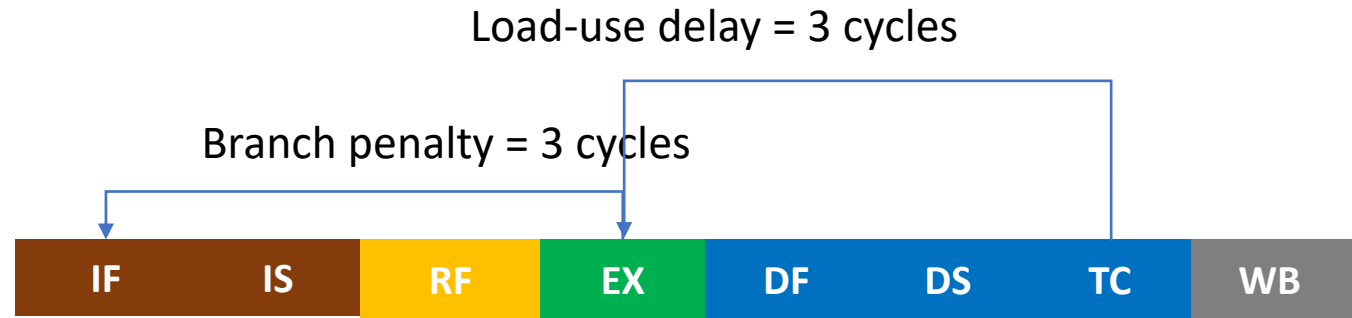 Load-use delay = 3 cycles
Branch penalty = 3 cycles
IF IS RF EX DF DS TC WB